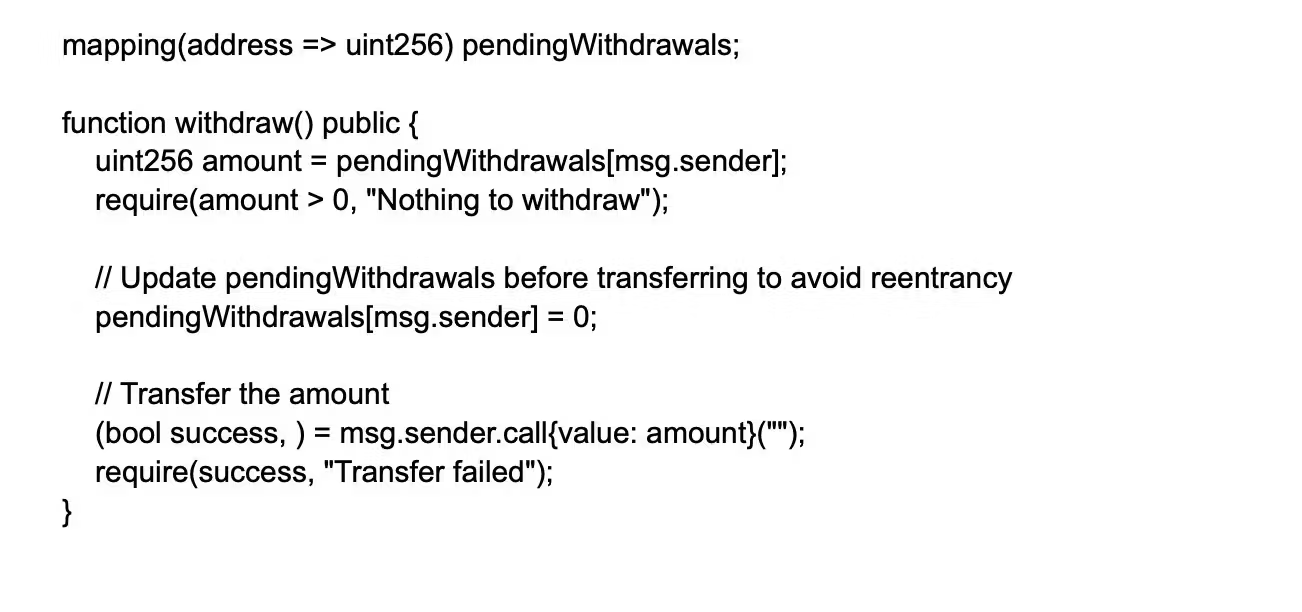 mapping(address => uint256) pendingWithdrawals;
function withdraw() public {
uint256 amount = pendingWithdrawals[msg.sender];
require(amount > 0, "Nothing to withdraw");
// Update pendingWithdrawals before transferring to avoid reentrancy
pendingWithdrawals[msg.sender] = 0;
// Transfer the amount
(bool success, ) = msg.sender.call{value: amount}("");
require(success, "Transfer failed");
}